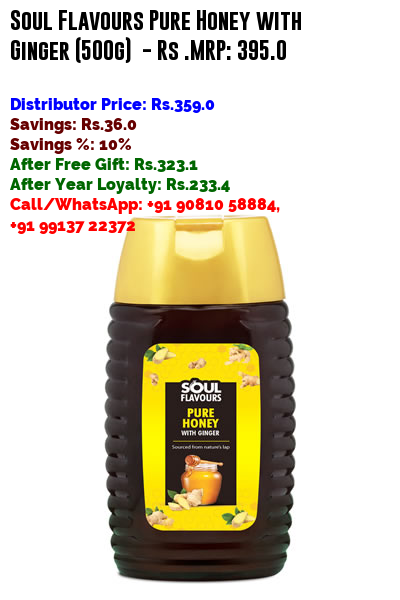 Soul Flavours Pure Honey with
Ginger (500g) - Rs .MRP: 395.0
Distributor Price: Rs.359.0
Savings: Rs.36.0
Savings %: 10%
After Free Gift: Rs.323.1
After Year Loyalty: Rs.233.4
Call/WhatsApp: +91 90810 58884,
+91 99137 22372
SOUL
FLAVOURS
PURE
HONEY
WITH GINGER
Sourced from nature's lap